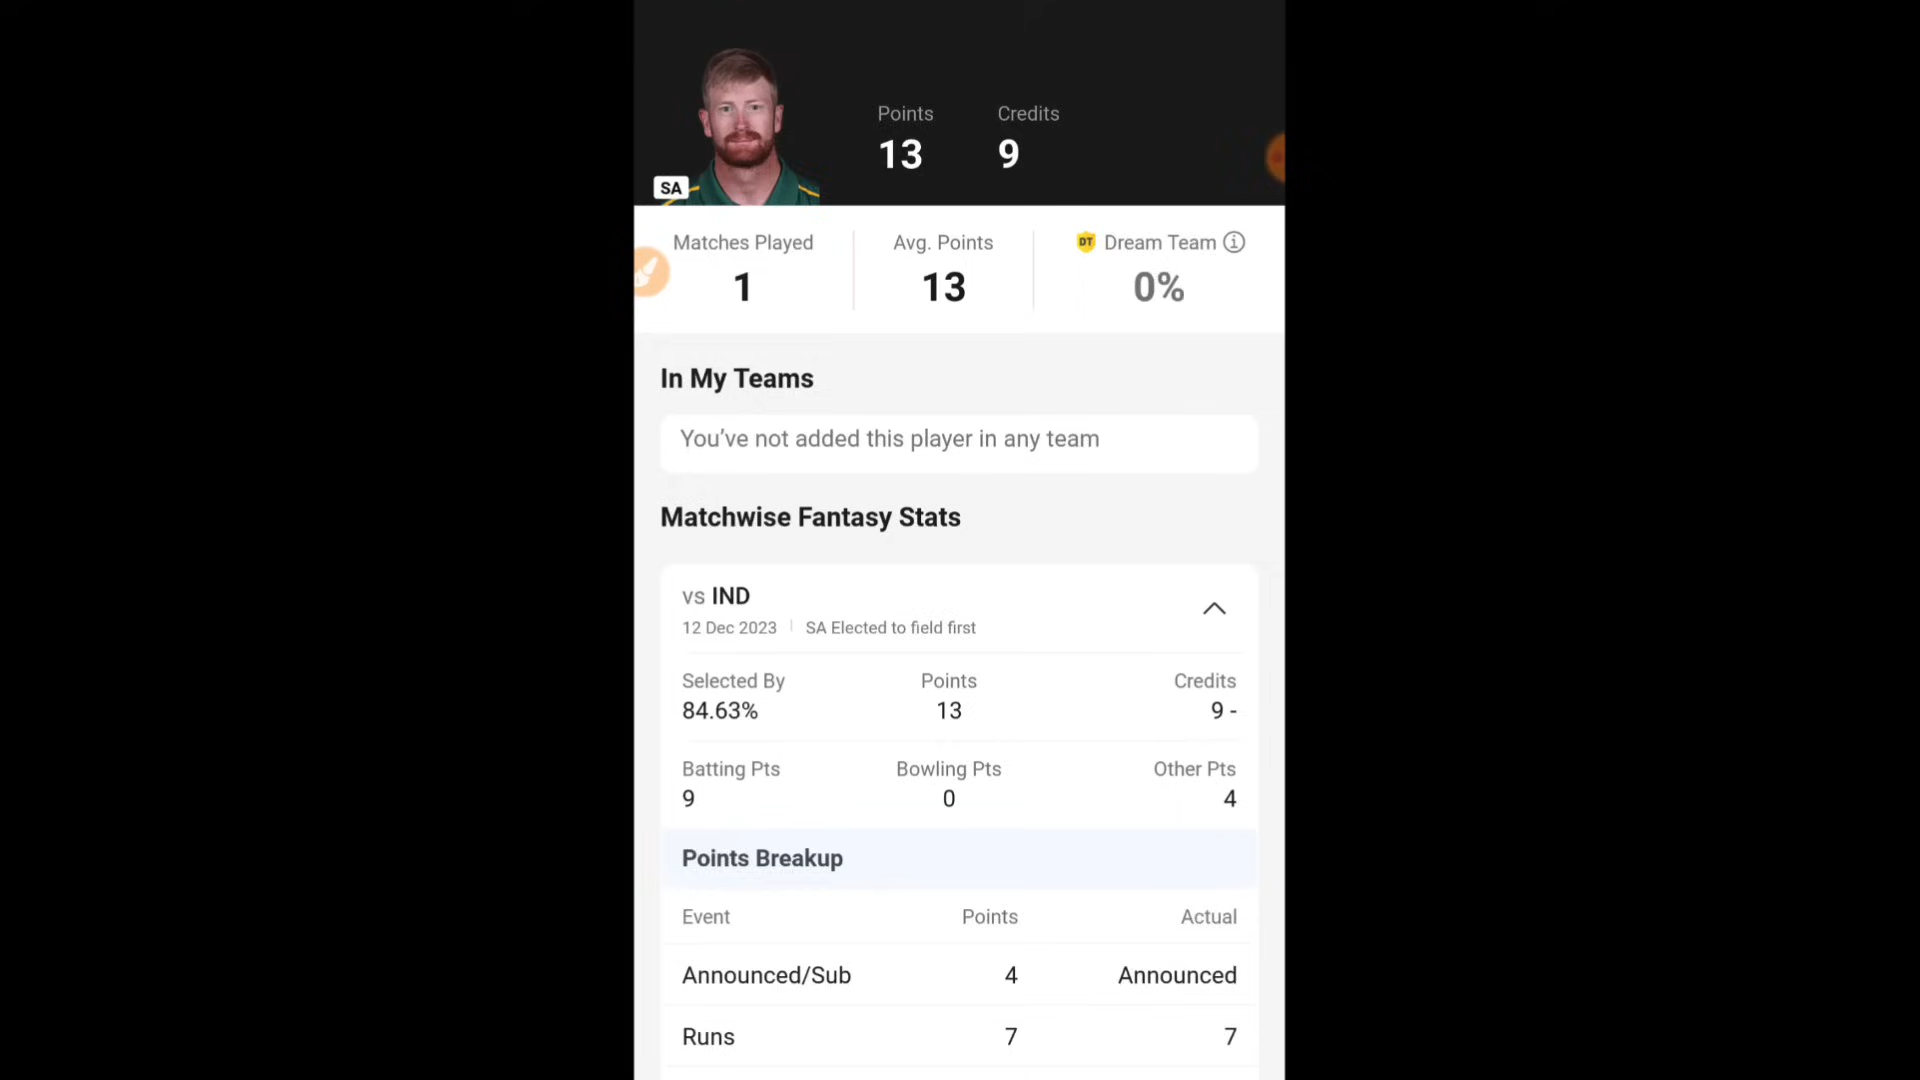 Points Credits
13 9
SA
Matches Played Avg. Points DT Dream Team
1 13 0%
In My Teams
You’ve not added this player in any team
Matchwise Fantasy Stats
vs IND
12 Dec 2023 SA Elected to field first
Selected By Points Credits
84.63% 13 9 -
Batting Pts Bowling Pts Other Pts
9 0 4
Points Breakup
Event Points Actual
Announced/Sub 4 Announced
Runs 7 7